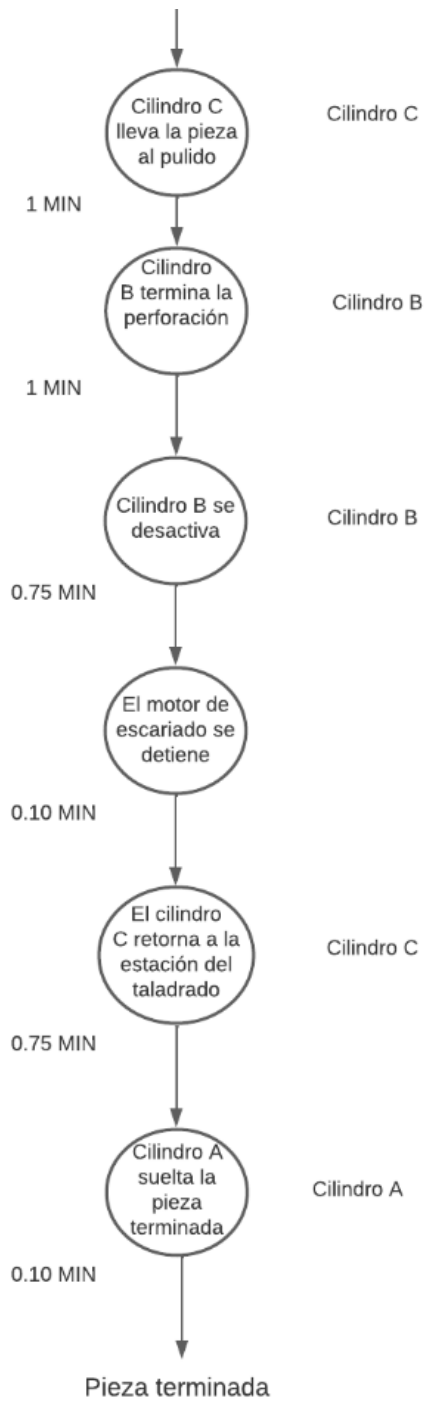 Cilindro C
lleva la pieza
al pulido
Cilindro C
1 MIN
Cilindro
B termina la
perforación
Cilindro B
1 MIN
Cilindro B se
desactiva
Cilindro B
0.75 MIN
El motor de
escariado se
detiene
0.10 MIN
El cilindro
C retorna a la
estación del
taladrado
Cilindro C
0.75 MIN
Cilindro A
suelta la
pieza
terminada
Cilindro A
0.10 MIN
Pieza terminada